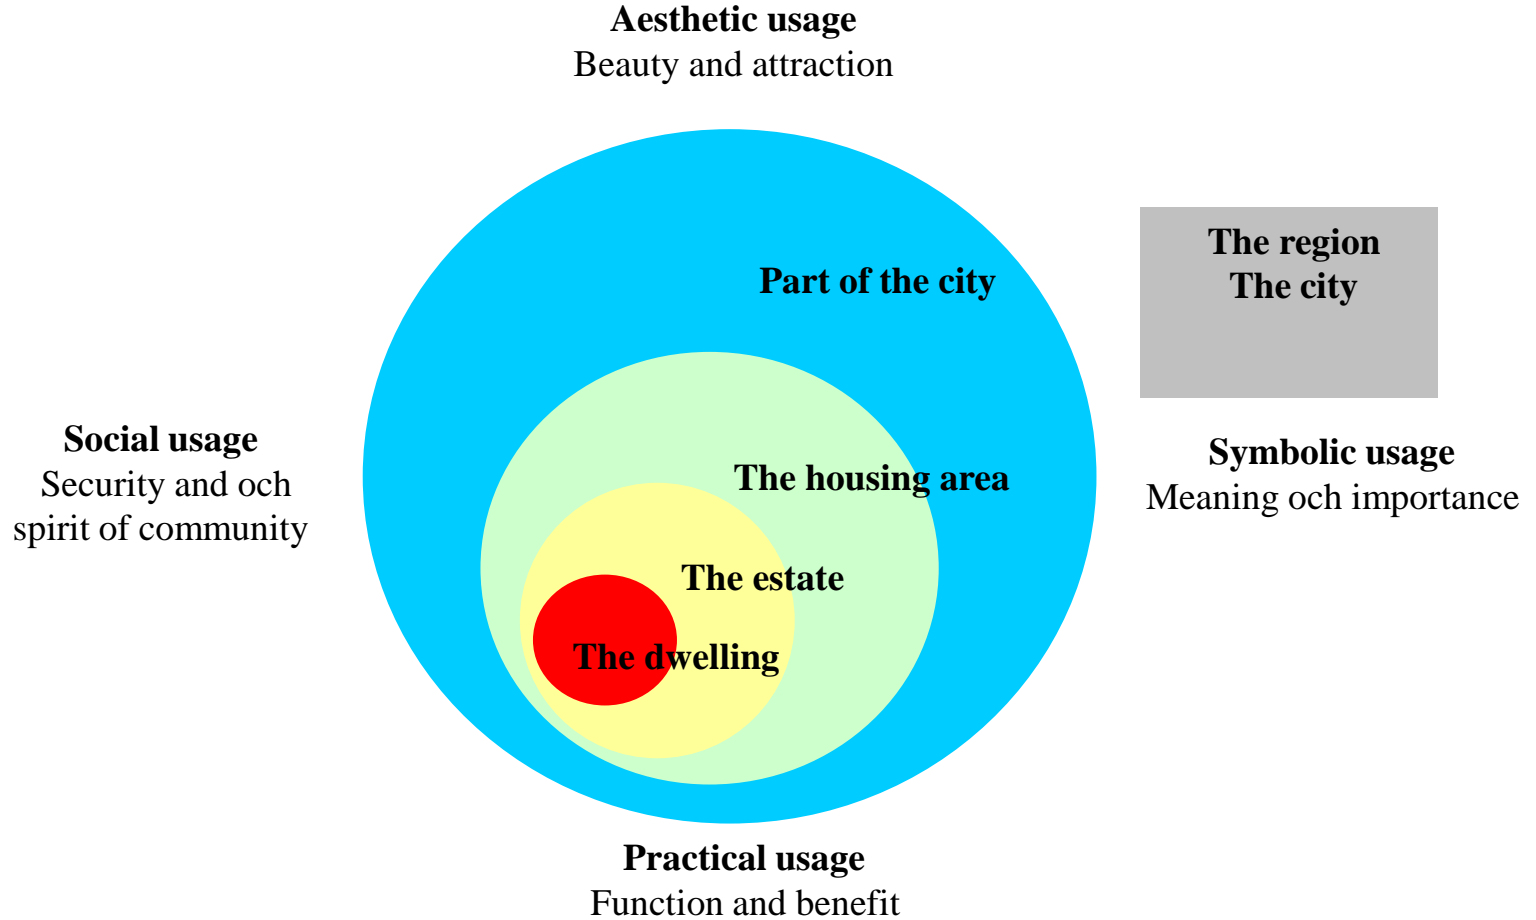 Aesthetic usage
Beauty and attraction
The region
The city
Part of the city
Social usage
Security and och
spirit of community
Symbolic usage
Meaning och importance
The housing area
The estate
The dwelling
Practical usage
Function and benefit